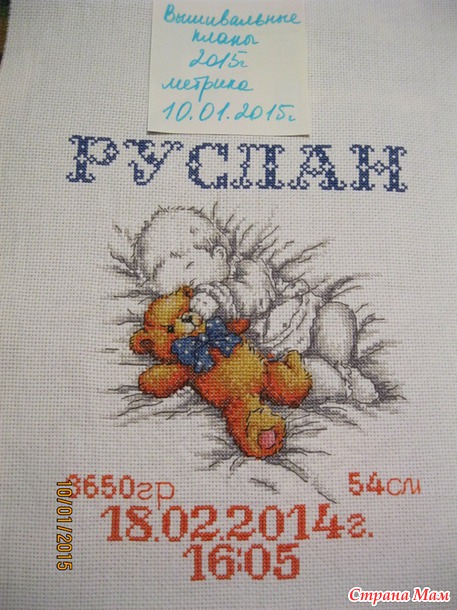 Вышивальные
планы
2015г
метрика
10.01.2015г
РУСЛАН
3650гр 54см
18.02.2014г.
16:05
10/01/2015
Страна Мам